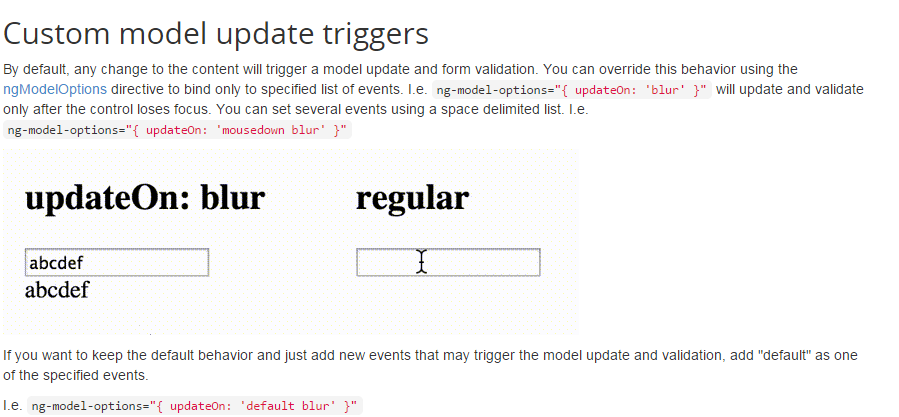 Custom model update triggers
By default, any change to the content will trigger a model update and form validation. You can override this behavior using the
ngModelOptions directive to bind only to specified list of events. I.e. ng-model-options="{ updateOn: 'blur' }" will update and validate
only after the control loses focus. You can set several events using a space delimited list. I.e.
ng-model-options="{ updateOn: 'mousedown blur' }"
updateOn: blur
regular
abcdef
abcdef
If you want to keep the default behavior and just add new events that may trigger the model update and validation, add "default" as one
of the specified events.
I.e. ng-model-options="{ updateOn: 'default blur' }"